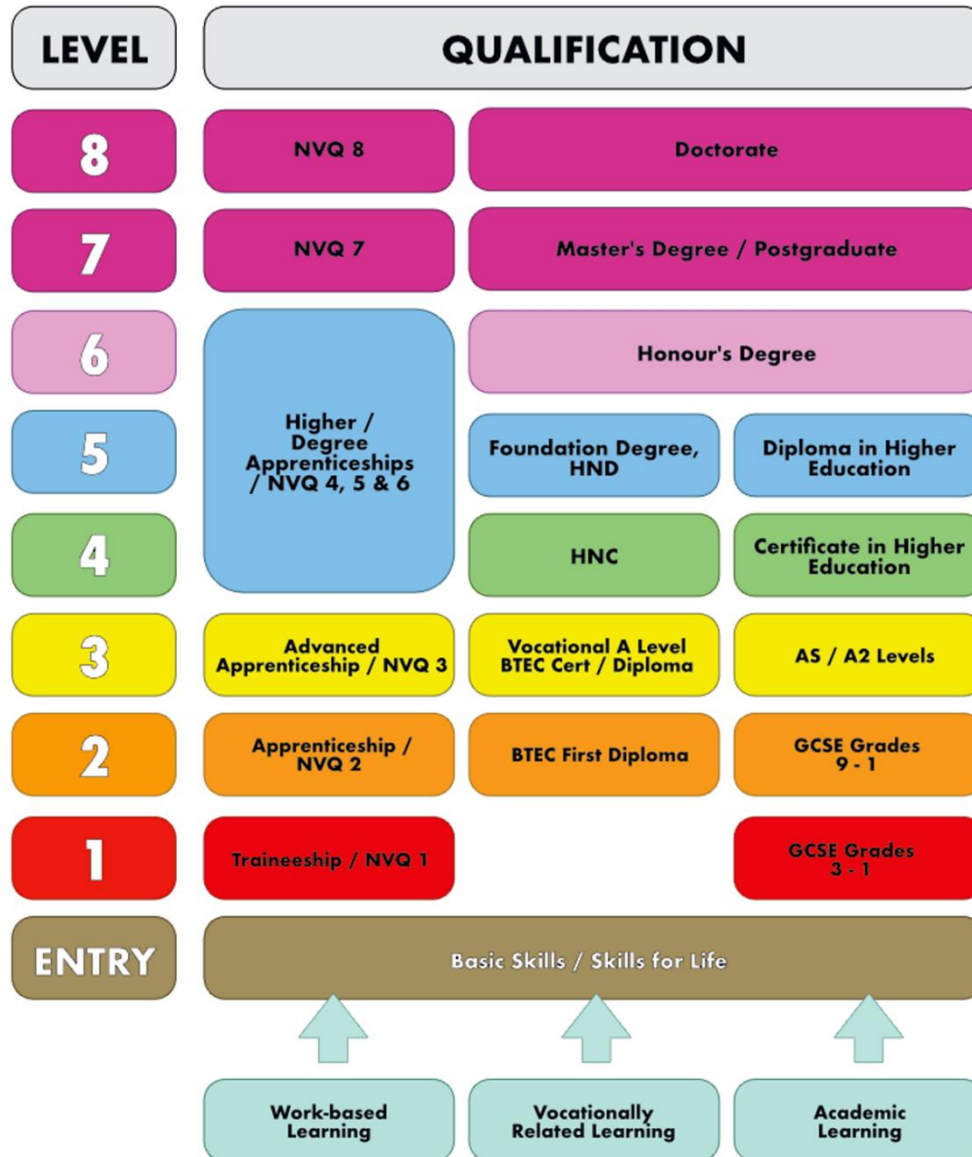 LEVEL
QUALIFICATION
8
NVQ 8
Doctorate
7
NVQ 7
Master's Degree / Postgraduate
6
Higher /
Degree
Apprenticeships
/ NVQ 4, 5 & 6
Honour's Degree
5
Foundation Degree,
HND
Diploma in Higher
Education
4
HNC
Certificate in Higher
Education
3
Advanced
Apprenticeship / NVQ 3
Vocational A Level
BTEC Cert / Diploma
AS / A2 Levels
2
Apprenticeship /
NVQ 2
BTEC First Diploma
GCSE Grades
9 - 1
1
Traineeship / NVQ 1
GCSE Grades
3 - 1
ENTRY
Basic Skills / Skills for Life
Work-based
Learning
Vocationally
Related Learning
Academic
Learning